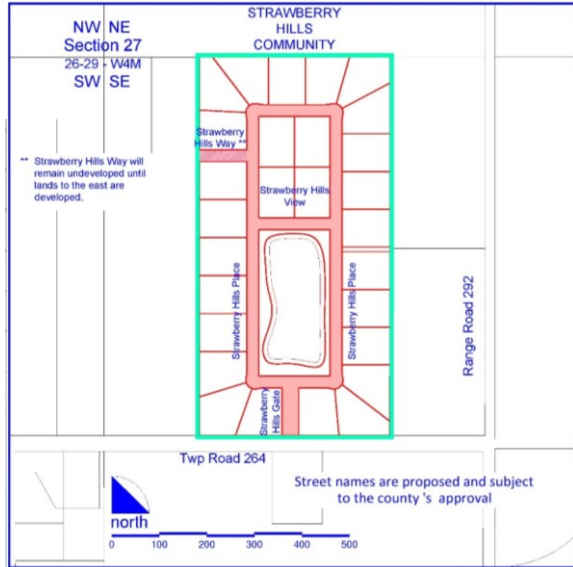 STRAWBERRY
HILLS
COMMUNITY
NW NE
Section 27
26-29 - W4M
SW SE
Strawberry
Hills Way **
** Strawberry Hills Way will
remain undeveloped until
lands to the east are
developed.
Strawberry Hills
View
Strawberry Hills Place
Strawberry Hills Place
Range Road 292
Strawberry
Hills Gate
Twp Road 264
Street names are proposed and subject
to the county 's approval
north
0 100 200 300 400 500